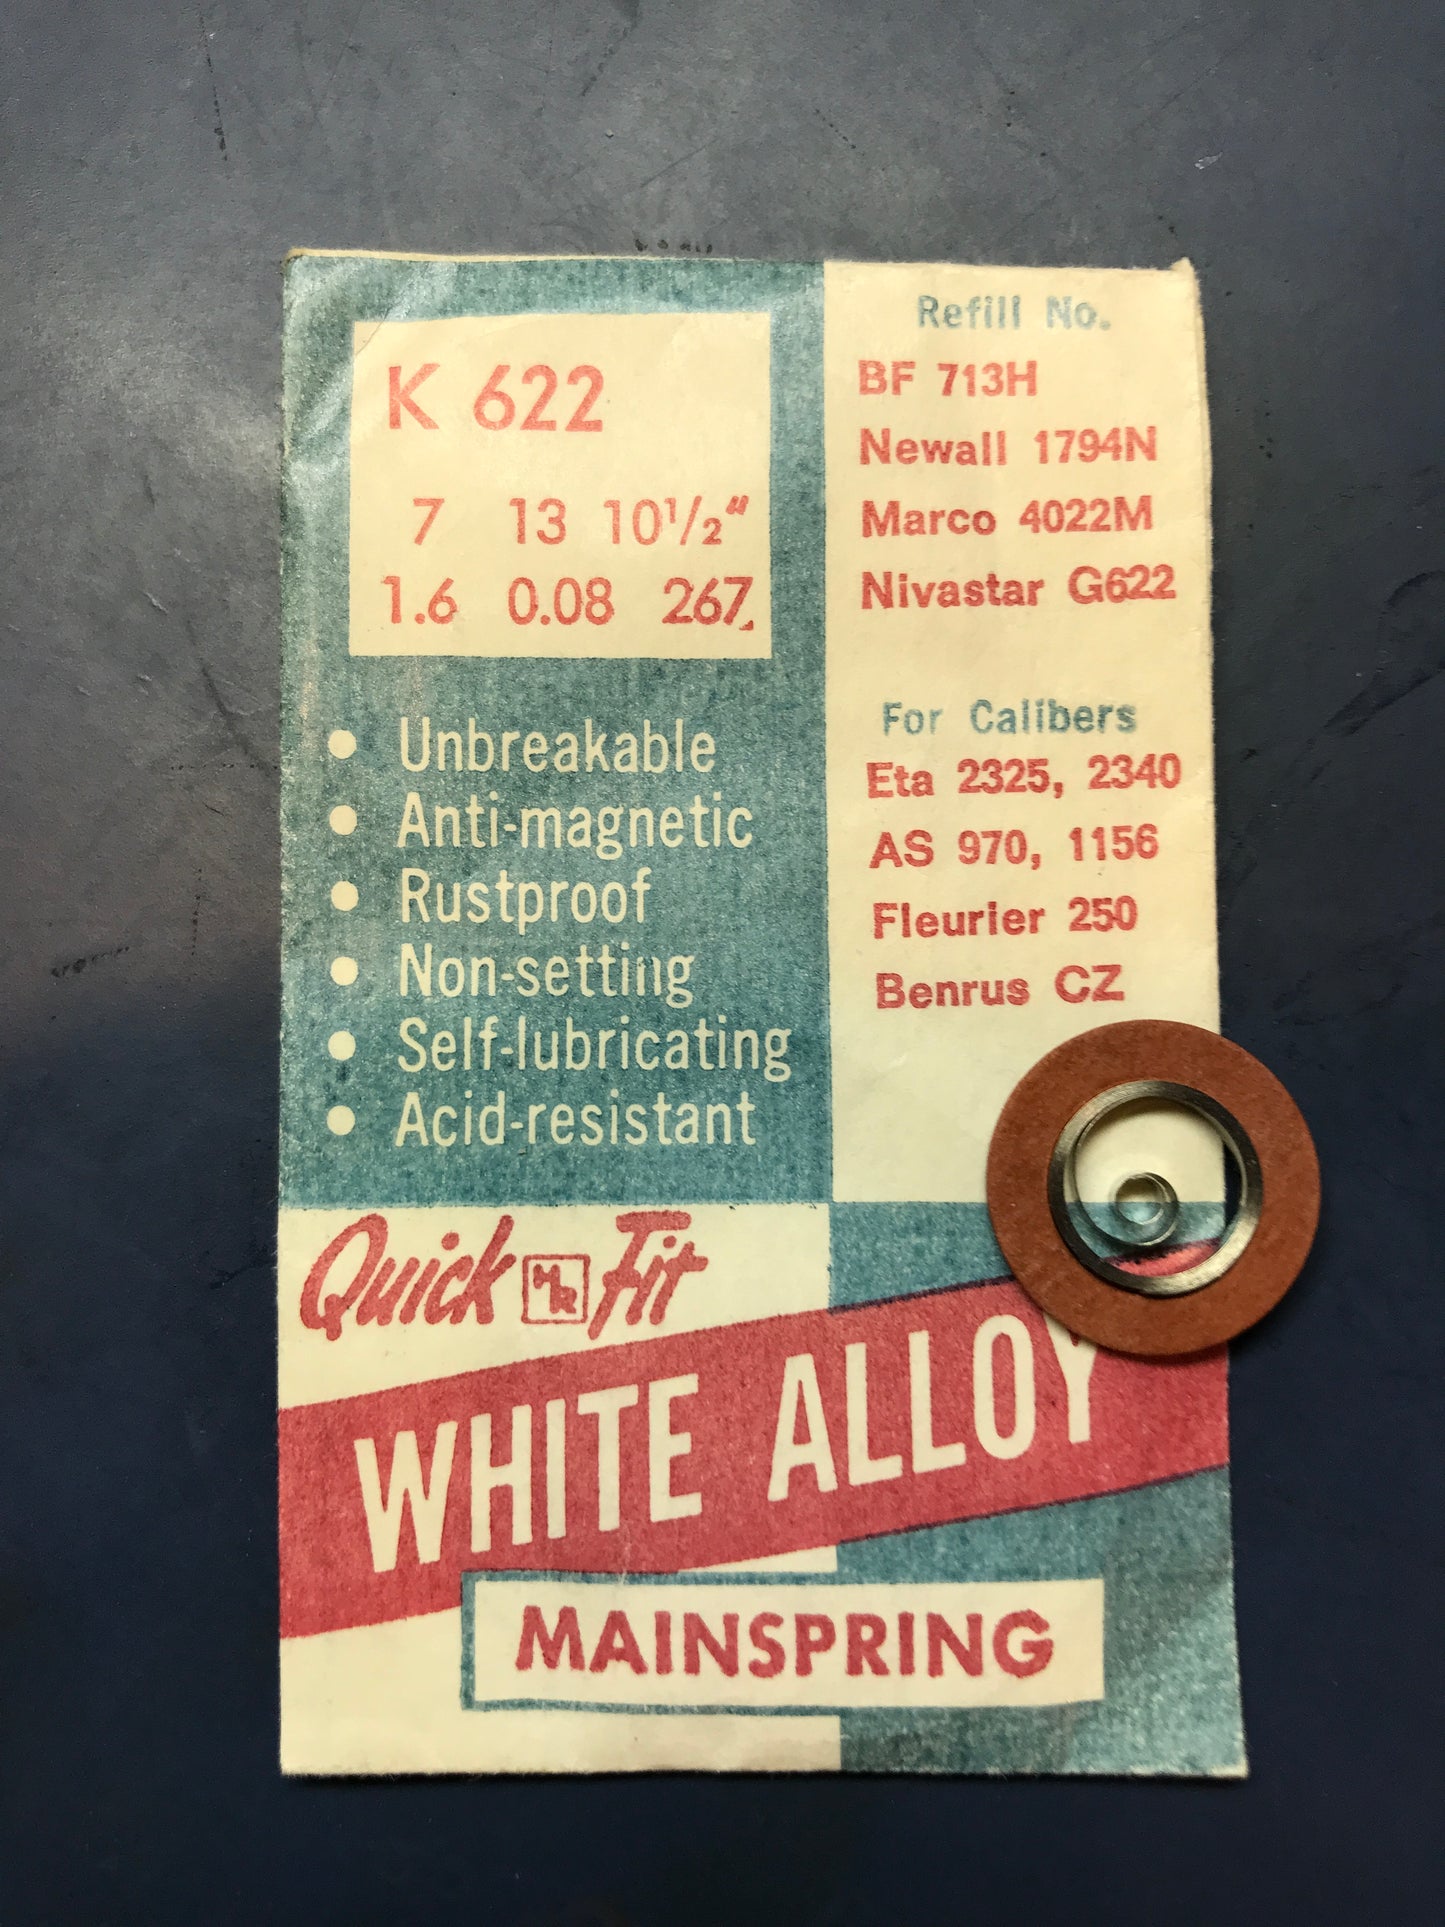 K 622
7 13 10½"
1.6 0.08 267
Refill No.
BF 713H
Newall 1794N
Marco 4022M
Nivastar G622
For Calibers
Eta 2325, 2340
AS 970, 1156
Fleurier 250
Benrus CZ
• Unbreakable
• Anti-magnetic
• Rustproof
• Non-setting
• Self-lubricating
• Acid-resistant
Quick HR Fit
WHITE ALLOY
MAINSPRING